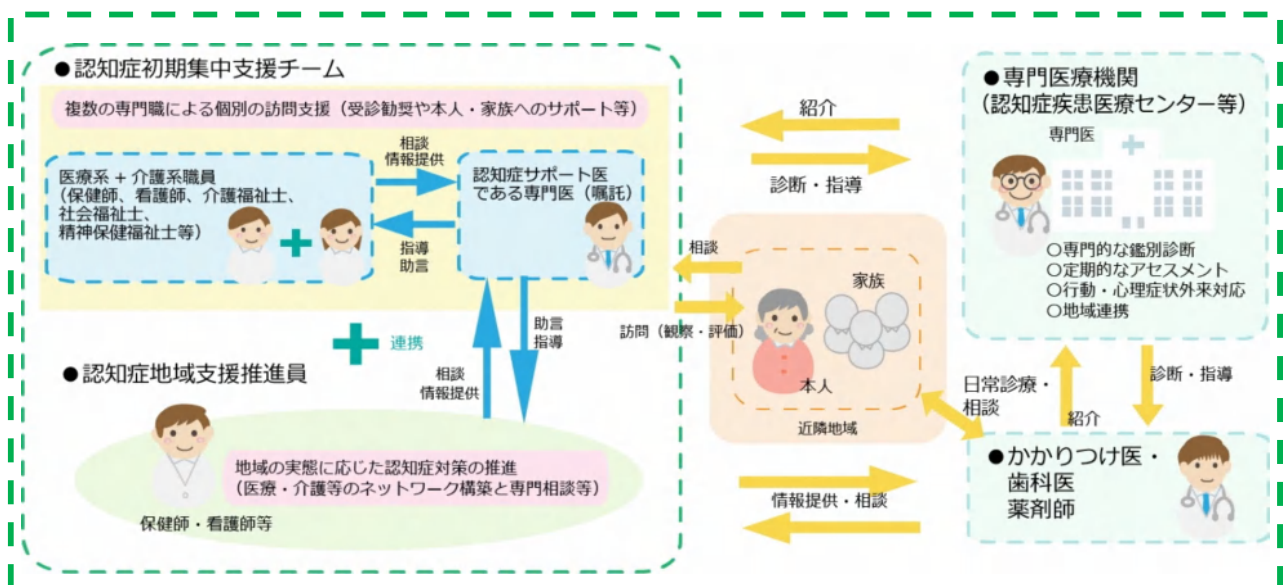 ●認知症初期集中支援チーム
複数の専門職による個別の訪問支援（受診勧奨や本人・家族へのサポート等）
医療系 + 介護系職員
（保健師、看護師、介護福祉士、
社会福祉士、
精神保健福祉士等）
相談
情報提供
指導
助言
認知症サポート医
である専門医（嘱託）
連携
相談
情報提供
助言
指導
●認知症地域支援推進員
地域の実態に応じた認知症対策の推進
（医療・介護等のネットワーク構築と専門相談等）
保健師・看護師等
紹介
診断・指導
相談
訪問（観察・評価）
家族
本人
近隣地域
情報提供・相談
●専門医療機関
（認知症疾患医療センター等）
専門医
○専門的な鑑別診断
○定期的なアセスメント
○行動・心理症状外来対応
○地域連携
日常診療・
相談
紹介
診断・指導
●かかりつけ医・
歯科医
薬剤師